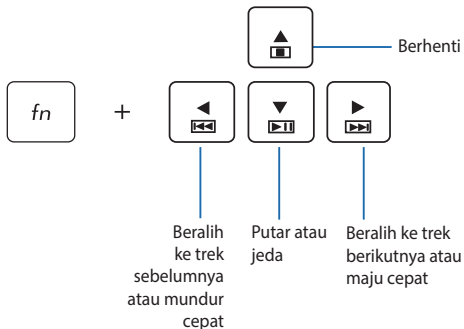 Berhenti
fn
+
Beralih
ke trek
sebelumnya
atau mundur
cepat
Putar atau
jeda
Beralih ke trek
berikutnya atau
maju cepat